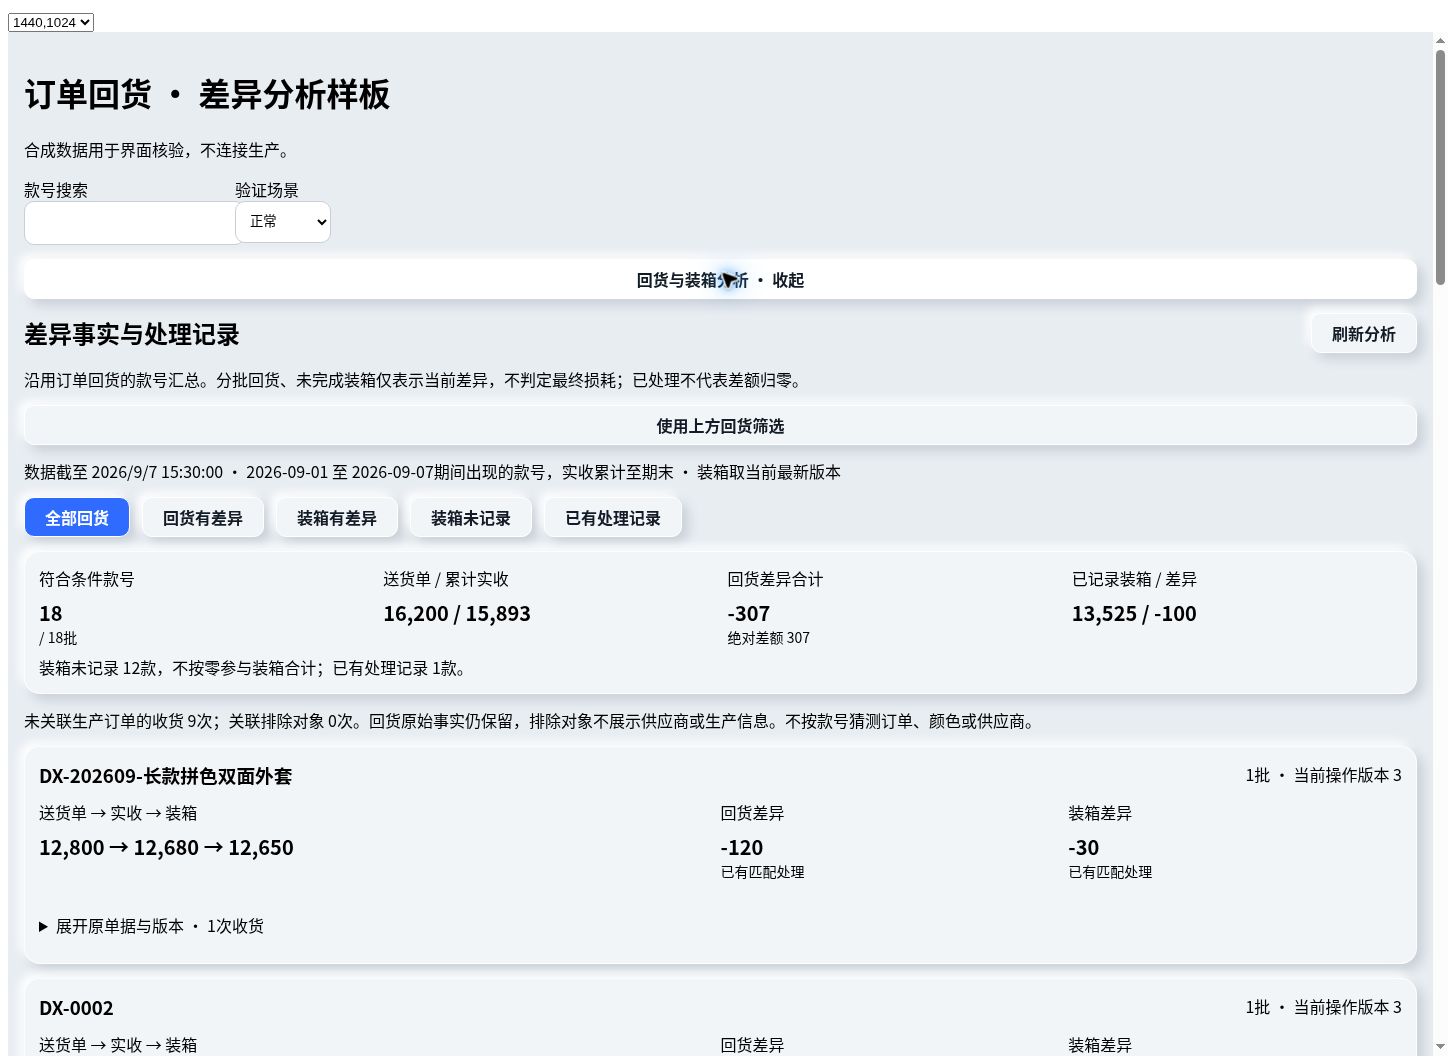 1440,1024
订单回货 · 差异分析样板
合成数据用于界面核验，不连接生产。
款号搜索
验证场景
正常
回货与装箱分析 · 收起
差异事实与处理记录
刷新分析
沿用订单回货的款号汇总。分批回货、未完成装箱仅表示当前差异，不判定最终损耗；已处理不代表差额归零。
使用上方回货筛选
数据截至 2026/9/7 15:30:00 · 2026-09-01 至 2026-09-07期间出现的款号，实收累计至期末 · 装箱取当前最新版本
全部回货 回货有差异 装箱有差异 装箱未记录 已有处理记录
符合条件款号 送货单 / 累计实收 回货差异合计 已记录装箱 / 差异
18 16,200 / 15,893 -307 13,525 / -100
/ 18批 绝对差额 307
装箱未记录 12款，不按零参与装箱合计；已有处理记录 1款。
未关联生产订单的收货 9次；关联排除对象 0次。回货原始事实仍保留，排除对象不展示供应商或生产信息。不按款号猜测订单、颜色或供应商。
DX-202609-长款拼色双面外套 1批 · 当前操作版本 3
送货单 → 实收 → 装箱 回货差异 装箱差异
12,800 → 12,680 → 12,650 -120 -30
已有匹配处理 已有匹配处理
▶ 展开原单据与版本 · 1次收货
DX-0002 1批 · 当前操作版本 3
送货单 → 实收 → 装箱 回货差异 装箱差异